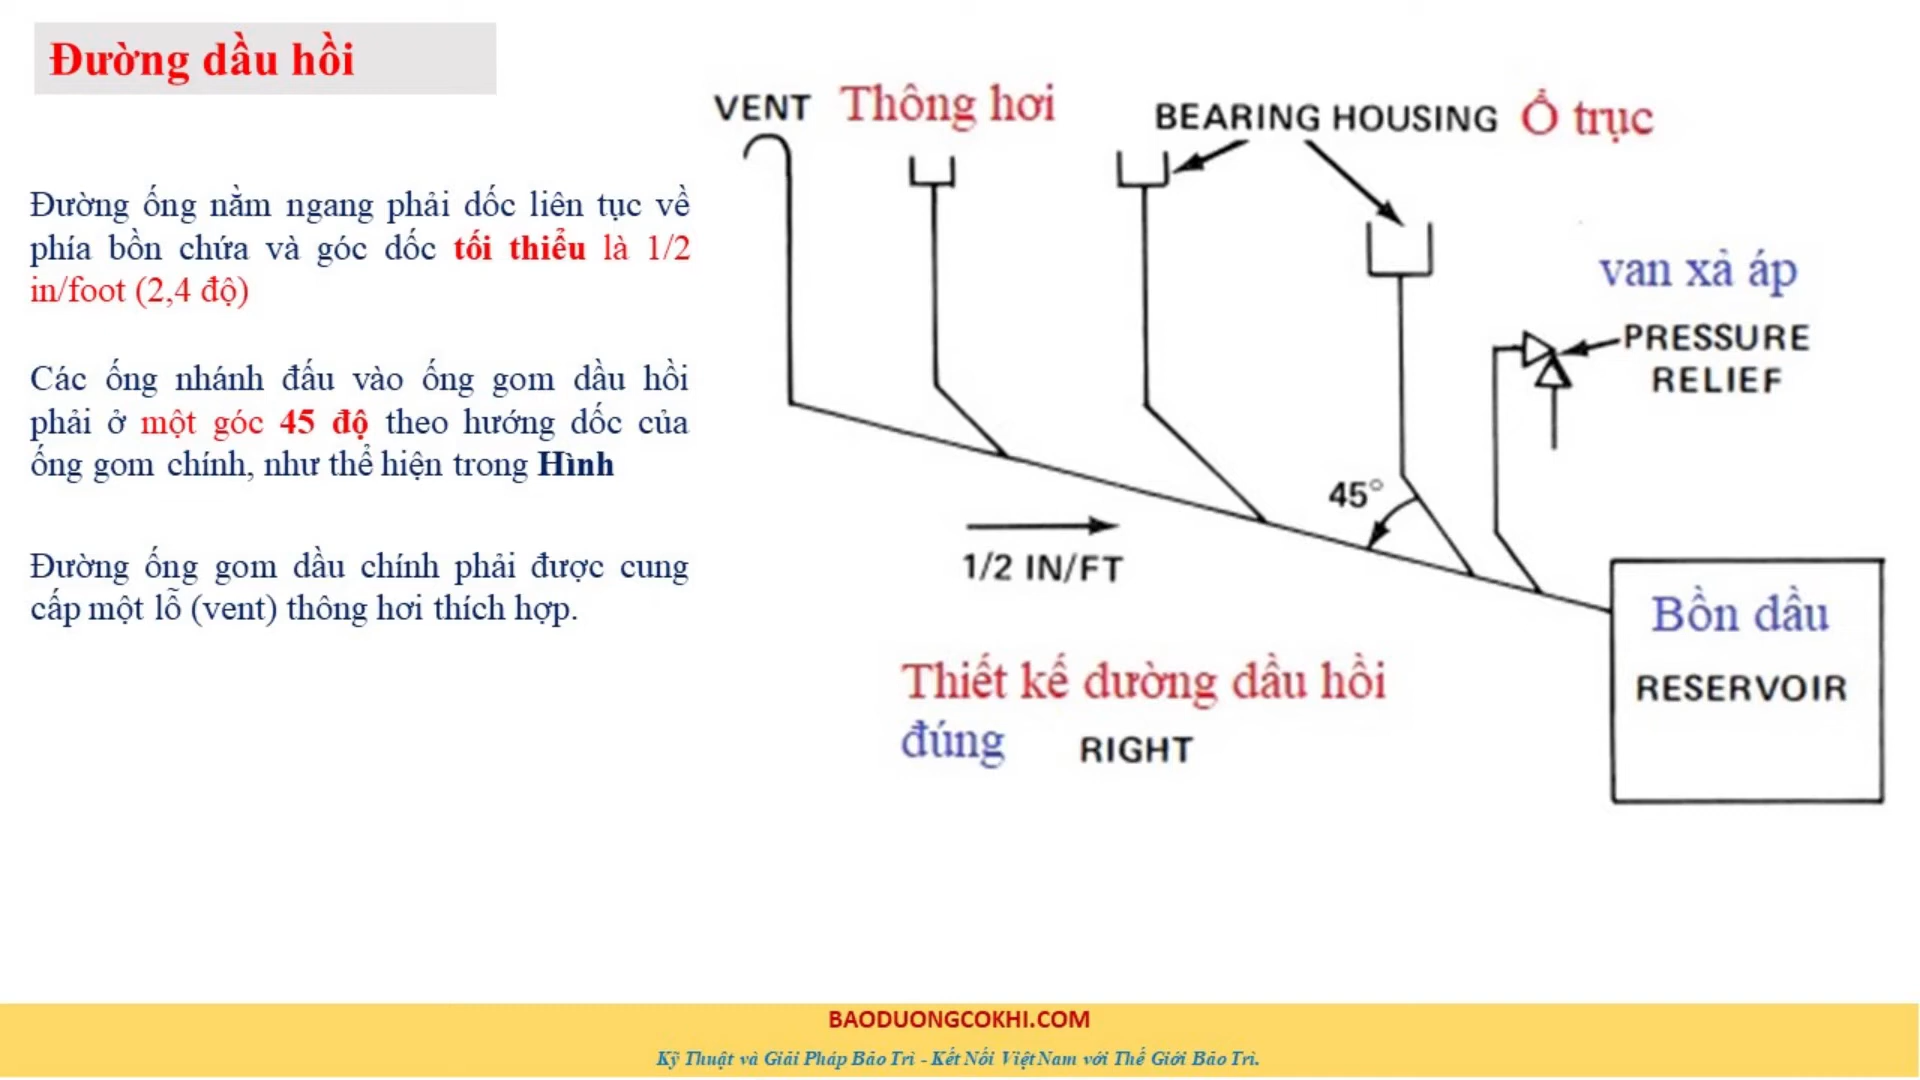 Đường dầu hồi
Đường ống nằm ngang phải dốc liên tục về
phía bồn chứa và góc dốc tối thiểu là 1/2
in/foot (2,4 độ)
Các ống nhánh đấu vào ống gom dầu hồi
phải ở một góc 45 độ theo hướng dốc của
ống gom chính, như thể hiện trong Hình
Đường ống gom dầu chính phải được cung
cấp một lỗ (vent) thông hơi thích hợp.
VENT Thông hơi
BEARING HOUSING Ổ trục
van xả áp
PRESSURE
RELIEF
45°
1/2 IN/FT
Bồn dầu
RESERVOIR
Thiết kế dường dầu hồi
đúng RIGHT
BAODUONGCOKHI.COM
Kỹ Thuật và Giải Pháp Bảo Trì - Kết Nối Việt Nam với Thế Giới Bảo Trì.